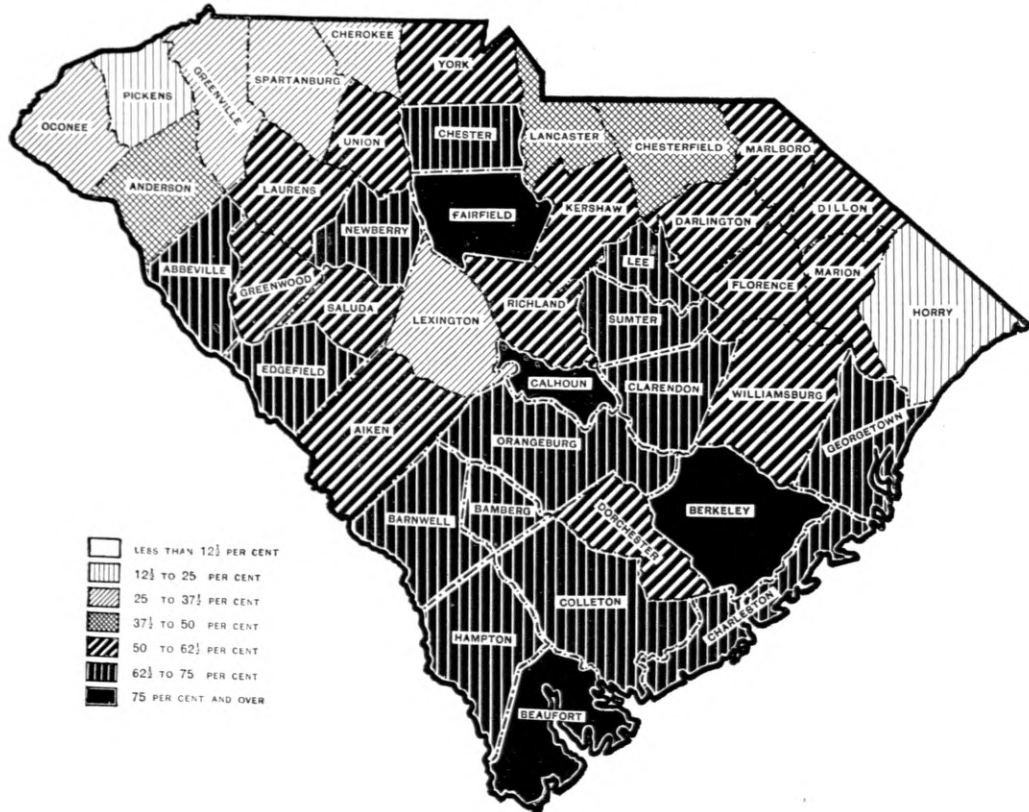 CHEROKEE
YORK
SPARTANBURG
GREENVILLE
PICKENS
OCONEE
CHESTER
LANCASTER
CHESTERFIELD
MARLBORO
UNION
ANDERSON
LAURENS
FAIRFIELD
KERSHAW
DARLINGTON
DILLON
NEWBERRY
ABBEVILLE
LEE
MARION
GREENWOOD
FLORENCE
SALUDA
RICHLAND
LEXINGTON
SUMTER
HORRY
EDGEFIELD
CALHOUN
CLARENDON
WILLIAMSBURG
AIKEN
GEORGETOWN
ORANGEBURG
BERKELEY
BAMBERG
BARNWELL
DORCHESTER
COLLETON
CHARLESTON
HAMPTON
BEAUFORT
LESS THAN 12½ PER CENT
12½ TO 25 PER CENT
25 TO 37½ PER CENT
37½ TO 50 PER CENT
50 TO 62½ PER CENT
62½ TO 75 PER CENT
75 PER CENT AND OVER